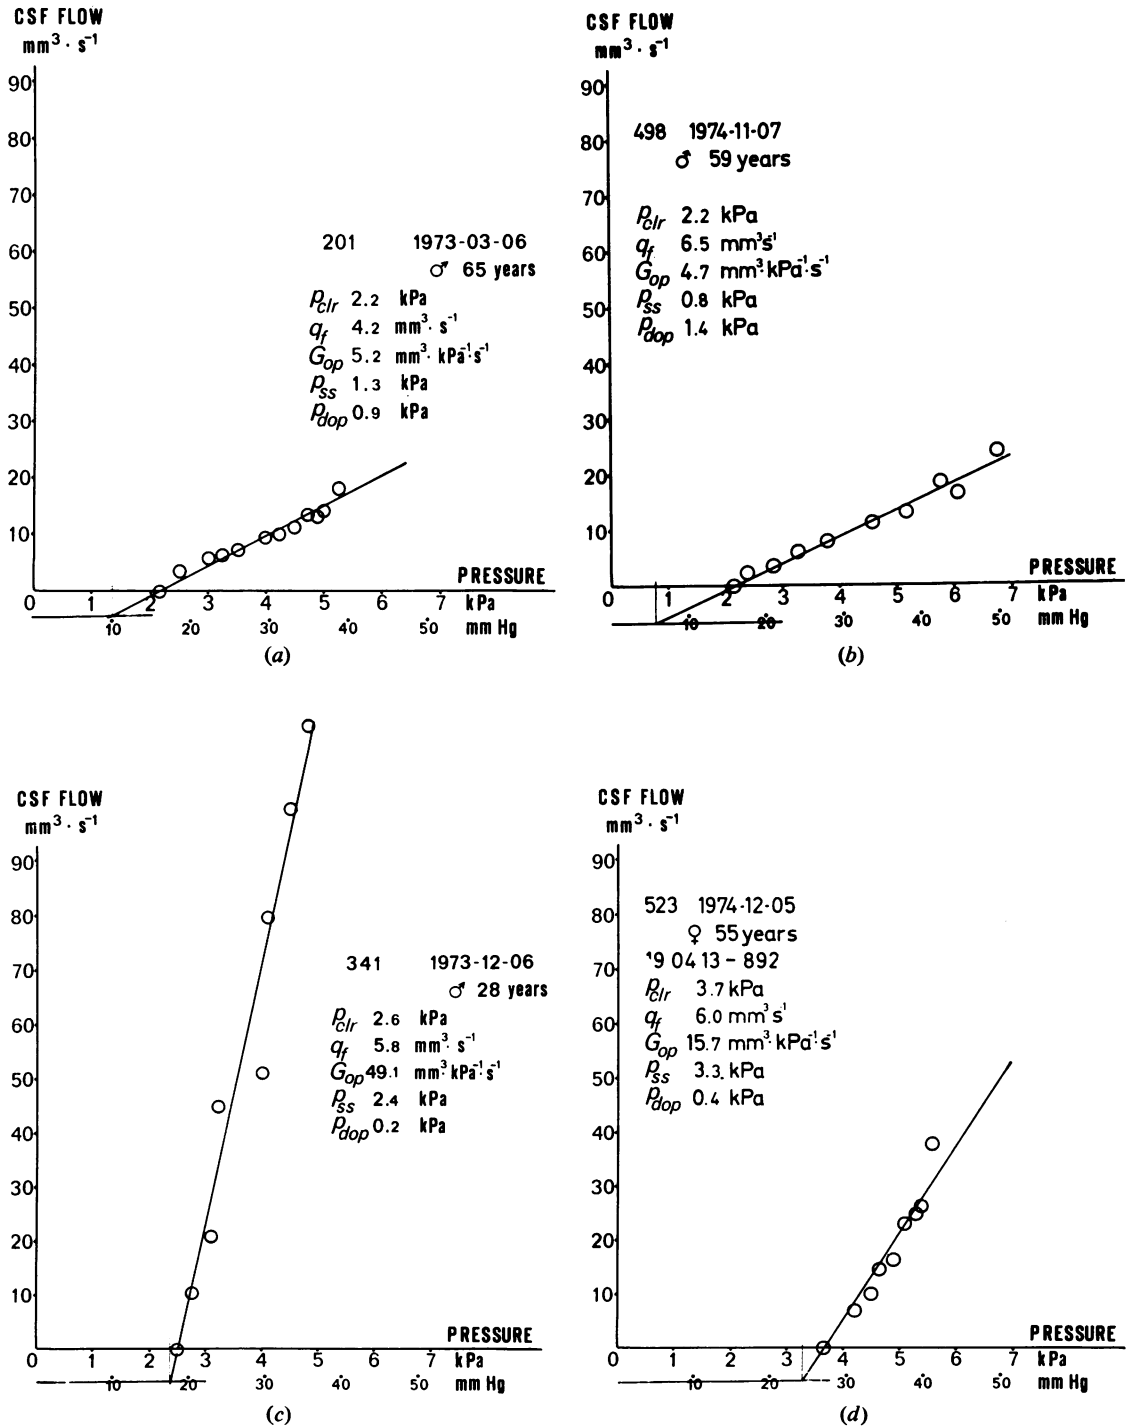 CSF FLOW
mm³ · s⁻¹
90
80
70
60
50
40
30
20
10
201 1973-03-06
♂ 65 years
p_clr 2.2 kPa
q_f 4.2 mm³ · s⁻¹
G_op 5.2 mm³ · kPa⁻¹·s⁻¹
p_ss 1.3 kPa
p_dop 0.9 kPa
PRESSURE
0 1 2 3 4 5 6 7 kPa
10 20 30 40 50 mm Hg
(a)
CSF FLOW
mm³ · s⁻¹
90
80
70
60
50
40
30
20
10
498 1974-11-07
♂ 59 years
p_clr 2.2 kPa
q_f 6.5 mm³s⁻¹
G_op 4.7 mm³·kPa⁻¹·s⁻¹
p_ss 0.8 kPa
p_dop 1.4 kPa
PRESSURE
0 1 2 3 4 5 6 7 kPa
10 20 30 40 50 mm Hg
(b)
CSF FLOW
mm³ · s⁻¹
90
80
70
60
50
40
30
20
10
341 1973-12-06
♂ 28 years
p_clr 2.6 kPa
q_f 5.8 mm³ · s⁻¹
G_op 49.1 mm³·kPa⁻¹·s⁻¹
p_ss 2.4 kPa
p_dop 0.2 kPa
PRESSURE
0 1 2 3 4 5 6 7 kPa
10 20 30 40 50 mm Hg
(c)
CSF FLOW
mm³ · s⁻¹
90
80
70
60
50
40
30
20
10
523 1974-12-05
♀ 55 years
19 04 13 - 892
p_clr 3.7 kPa
q_f 6.0 mm³ s⁻¹
G_op 15.7 mm³·kPa⁻¹·s⁻¹
p_ss 3.3 kPa
p_dop 0.4 kPa
PRESSURE
0 1 2 3 4 5 6 7 kPa
10 20 30 40 50 mm Hg
(d)